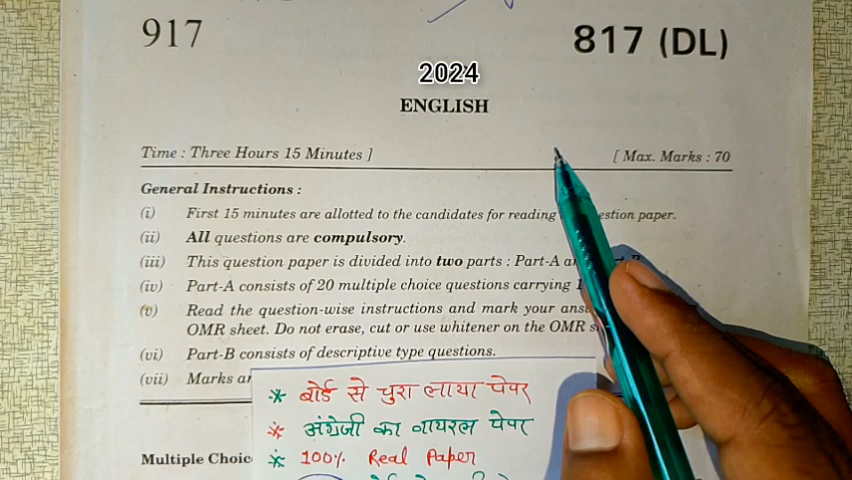 917
817 (DL)
2024
ENGLISH
Time : Three Hours 15 Minutes ]
[ Max. Marks : 70
General Instructions :
(i) First 15 minutes are allotted to the candidates for reading estion paper.
(ii) All questions are compulsory.
(iii) This question paper is divided into two parts : Part-A
(iv) Part-A consists of 20 multiple choice questions carrying
(v) Read the question-wise instructions and mark your
OMR sheet. Do not erase, cut or use whitener on the OMR
(vi) Part-B consists of descriptive type questions.
(vii) Marks
* बोर्ड से चुरा लाया पेपर
* अंग्रेजी का वायरल पेपर
Multiple Choic
* 100% Real Paper